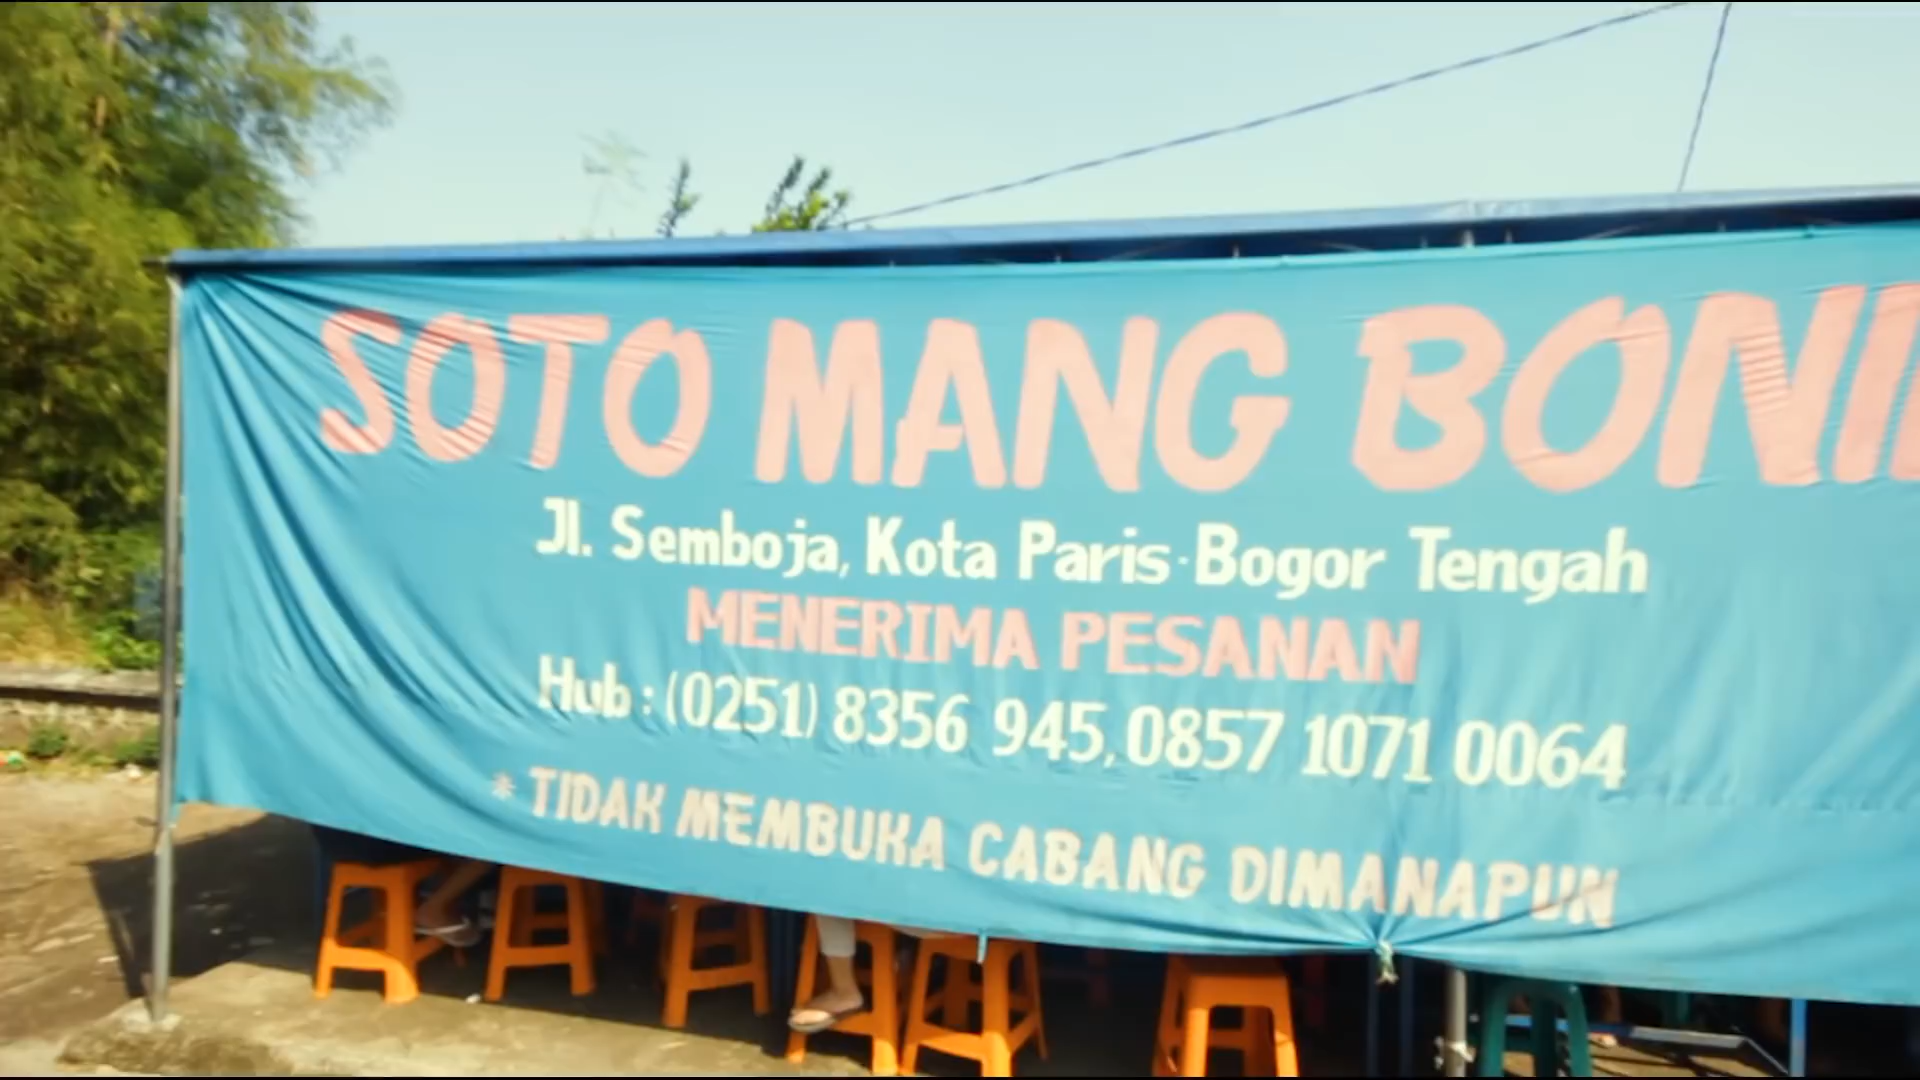 SOTO MANG BONI
Jl. Semboja, Kota Paris-Bogor Tengah
MENERIMA PESANAN
Hub : (0251) 8356 945, 0857 1071 0064
* TIDAK MEMBUKA CABANG DIMANAPUN